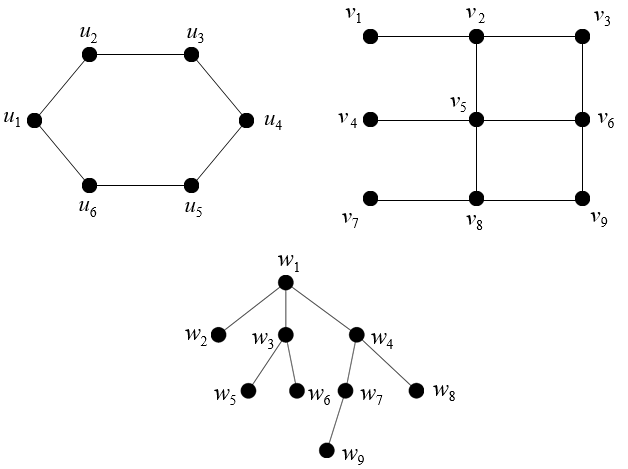 u₂ u₃
u₁ u₄
u₆ u₅
v₁ v₂ v₃
v₄ v₅ v₆
v₇ v₈ v₉
w₁
w₂ w₃ w₄
w₅ w₆ w₇ w₈
w₉